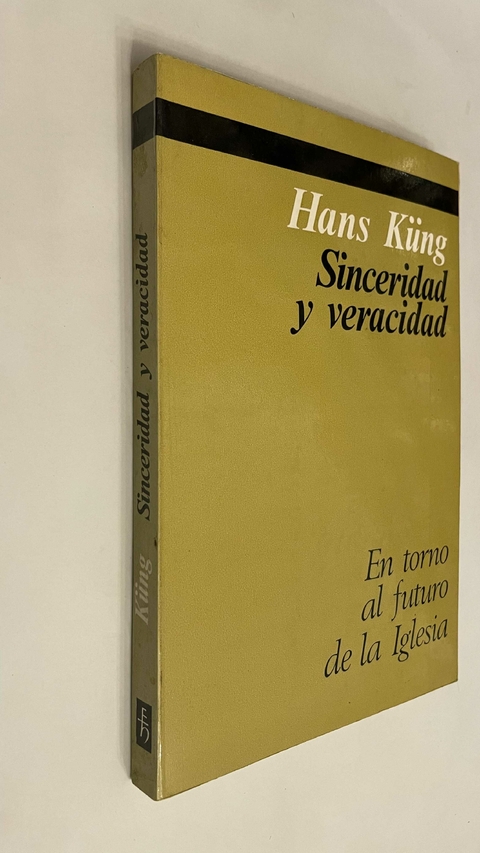 Hans Küng
Sinceridad
y veracidad
En torno
al futuro
de la Iglesia
Küng Sinceridad y veracidad